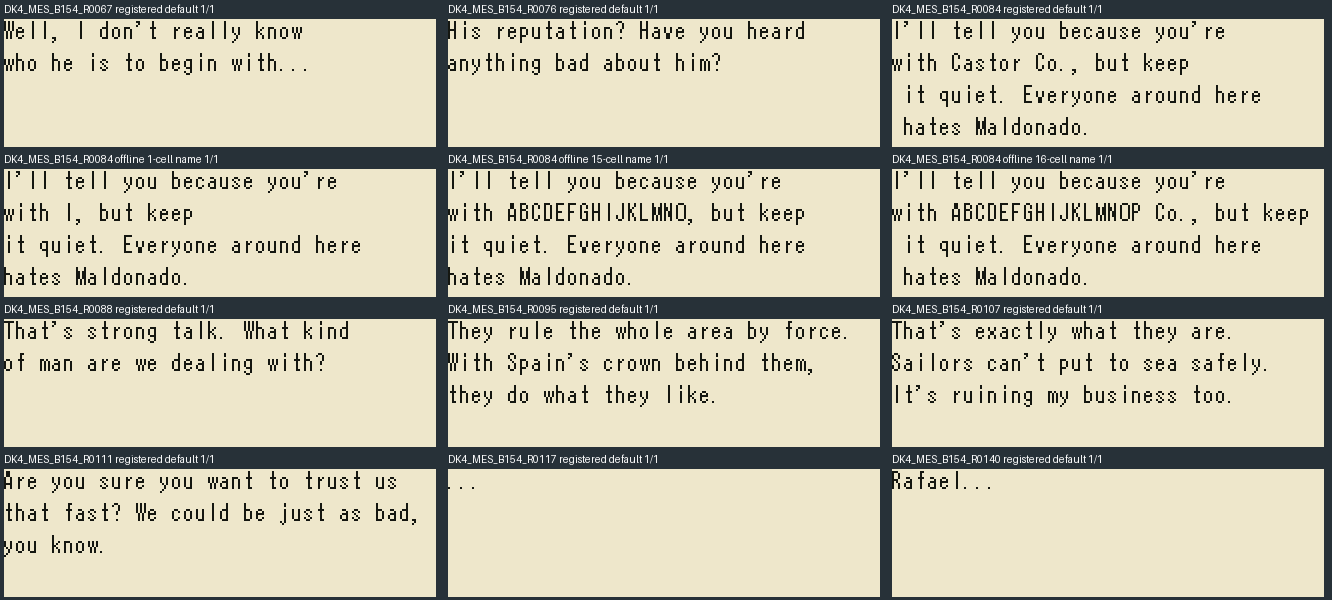 DK4_MES_B154_R0067 registered default 1/1
Well, I don't really know
who he is to begin with...
DK4_MES_B154_R0076 registered default 1/1
His reputation? Have you heard
anything bad about him?
DK4_MES_B154_R0084 registered default 1/1
I'll tell you because you're
with Castor Co., but keep
it quiet. Everyone around here
hates Maldonado.
DK4_MES_B154_R0084 offline 1-cell name 1/1
I'll tell you because you're
with I, but keep
it quiet. Everyone around here
hates Maldonado.
DK4_MES_B154_R0084 offline 15-cell name 1/1
I'll tell you because you're
with ABCDEFGHIJKLMNO, but keep
it quiet. Everyone around here
hates Maldonado.
DK4_MES_B154_R0084 offline 16-cell name 1/1
I'll tell you because you're
with ABCDEFGHIJKLMNOP Co., but keep
it quiet. Everyone around here
hates Maldonado.
DK4_MES_B154_R0088 registered default 1/1
That's strong talk. What kind
of man are we dealing with?
DK4_MES_B154_R0095 registered default 1/1
They rule the whole area by force.
With Spain's crown behind them,
they do what they like.
DK4_MES_B154_R0107 registered default 1/1
That's exactly what they are.
Sailors can't put to sea safely.
It's ruining my business too.
DK4_MES_B154_R0111 registered default 1/1
Are you sure you want to trust us
that fast? We could be just as bad,
you know.
DK4_MES_B154_R0117 registered default 1/1
...
DK4_MES_B154_R0140 registered default 1/1
Rafael...